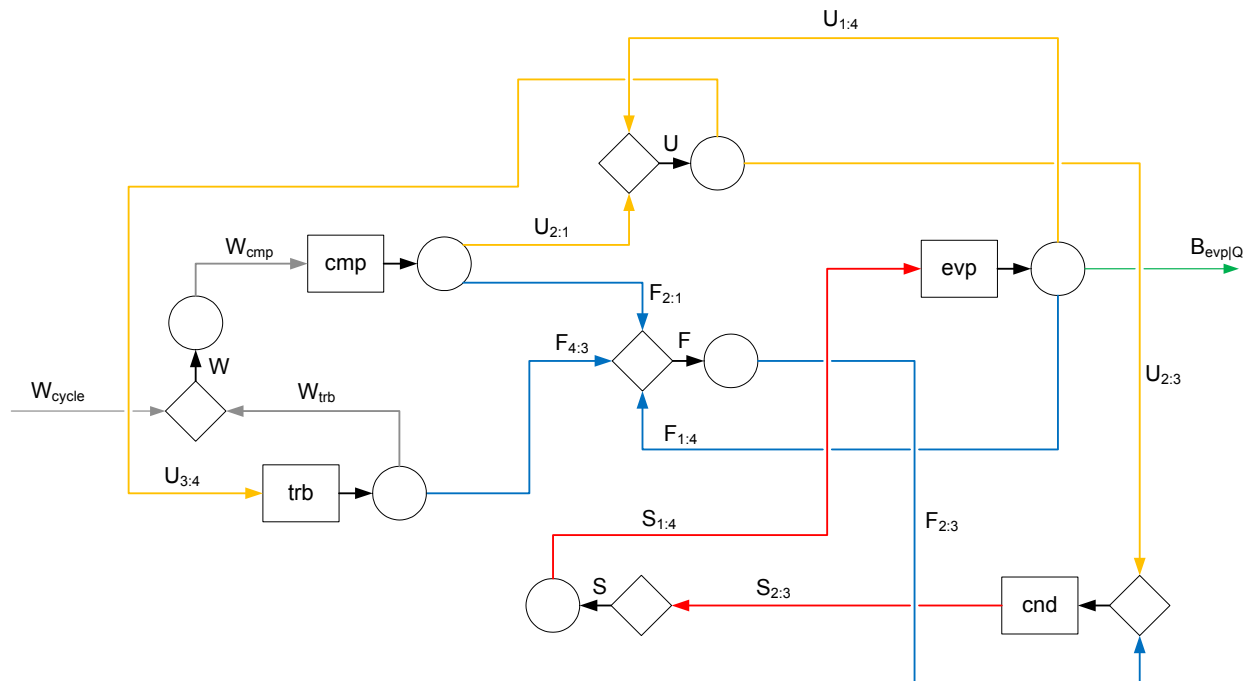 U1:4
U
U2:1
Wcmp
cmp
evp
Bevp|Q
F2:1
F4:3
F
W
Wcycle
Wtrb
U2:3
F1:4
U3:4
trb
S1:4
F2:3
S
S2:3
cnd